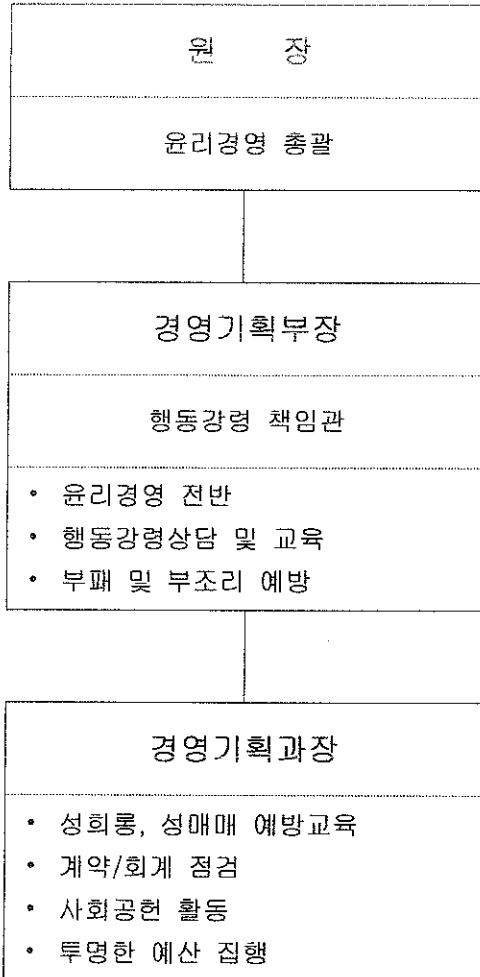 원 장
윤리경영 총괄
경영기획부장
행동강령 책임관
• 윤리경영 전반
• 행동강령상담 및 교육
• 부패 및 부조리 예방
경영기획과장
• 성희롱, 성매매 예방교육
• 계약/회계 점검
• 사회공헌 활동
• 투명한 예산 집행